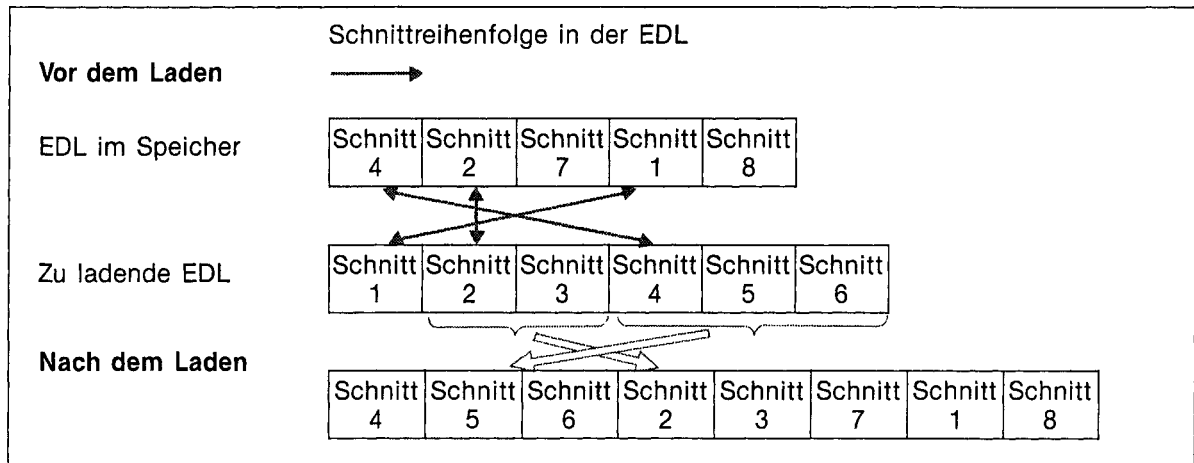 Schnittreihenfolge in der EDL
Vor dem Laden
EDL im Speicher
Schnitt Schnitt Schnitt Schnitt Schnitt
4 2 7 1 8
Zu ladende EDL
Schnitt Schnitt Schnitt Schnitt Schnitt Schnitt
1 2 3 4 5 6
Nach dem Laden
Schnitt Schnitt Schnitt Schnitt Schnitt Schnitt Schnitt Schnitt
4 5 6 2 3 7 1 8